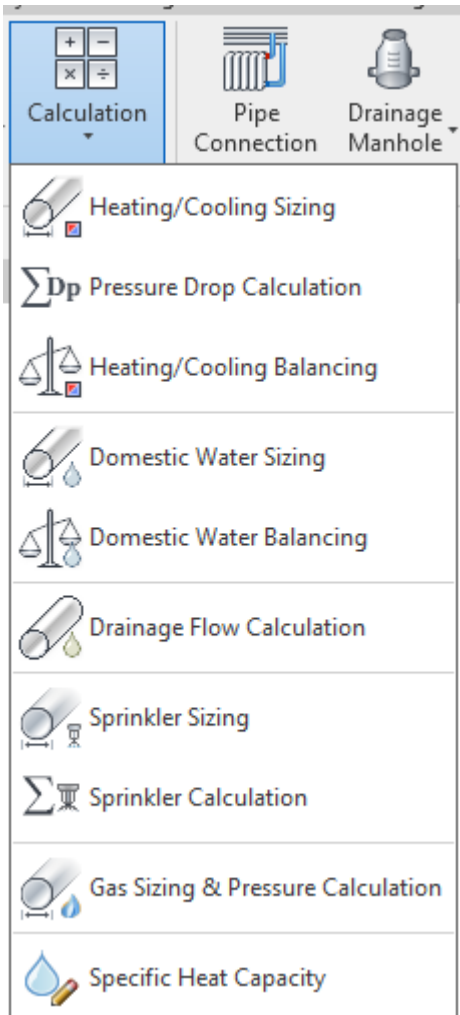 Calculation
Pipe
Connection
Drainage
Manhole
Heating/Cooling Sizing
∑Dp Pressure Drop Calculation
Heating/Cooling Balancing
Domestic Water Sizing
Domestic Water Balancing
Drainage Flow Calculation
Sprinkler Sizing
Sprinkler Calculation
Gas Sizing & Pressure Calculation
Specific Heat Capacity